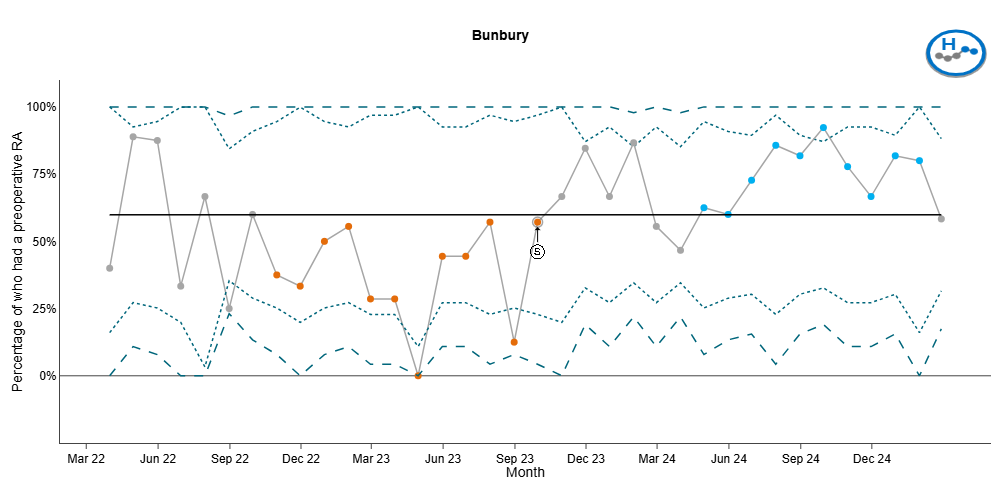 Bunbury
H
100%
75%
50%
25%
0%
Percentage of who had a preoperative RA
S
Mar 22 Jun 22 Sep 22 Dec 22 Mar 23 Jun 23 Sep 23 Dec 23 Mar 24 Jun 24 Sep 24 Dec 24
Month